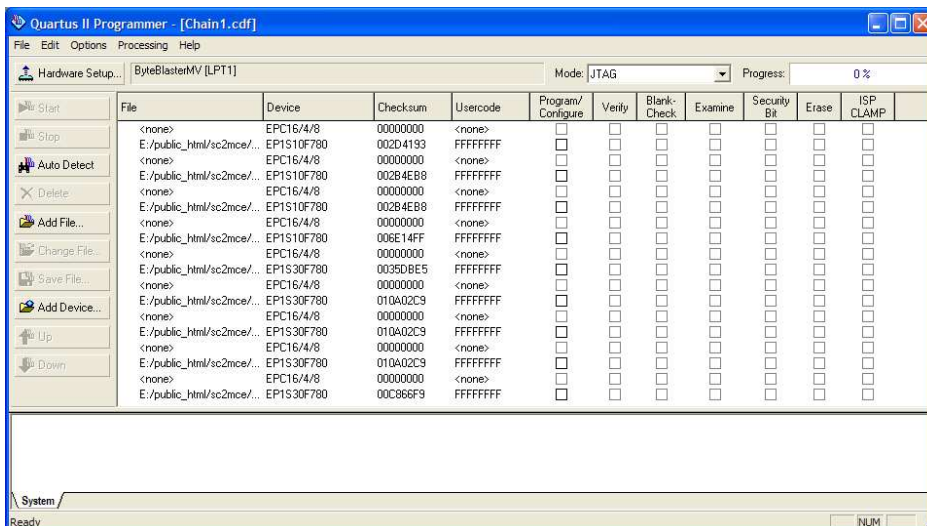 Quartus II Programmer - [Chain1.cdf]
File Edit Options Processing Help
Hardware Setup... ByteBlasterMV [LPT1] Mode: JTAG Progress: 0 %
Start
Stop
Auto Detect
Delete
Add File...
Change File...
Save File...
Add Device...
Up
Down
File Device Checksum Usercode Program/Configure Verify Blank-Check Examine Security Bit Erase ISP CLAMP
<none> EPC16/4/8 00000000 <none>
E:/public_html/sc2mce/... EP1S10F780 002D4193 FFFFFFFF
<none> EPC16/4/8 00000000 <none>
E:/public_html/sc2mce/... EP1S10F780 002B4EB8 FFFFFFFF
<none> EPC16/4/8 00000000 <none>
E:/public_html/sc2mce/... EP1S10F780 002B4EB8 FFFFFFFF
<none> EPC16/4/8 00000000 <none>
E:/public_html/sc2mce/... EP1S10F780 006E14FF FFFFFFFF
<none> EPC16/4/8 00000000 <none>
E:/public_html/sc2mce/... EP1S30F780 0035DBE5 FFFFFFFF
<none> EPC16/4/8 00000000 <none>
E:/public_html/sc2mce/... EP1S30F780 010A02C9 FFFFFFFF
<none> EPC16/4/8 00000000 <none>
E:/public_html/sc2mce/... EP1S30F780 010A02C9 FFFFFFFF
<none> EPC16/4/8 00000000 <none>
E:/public_html/sc2mce/... EP1S30F780 010A02C9 FFFFFFFF
<none> EPC16/4/8 00000000 <none>
E:/public_html/sc2mce/... EP1S30F780 00C866F9 FFFFFFFF
System
Ready NUM